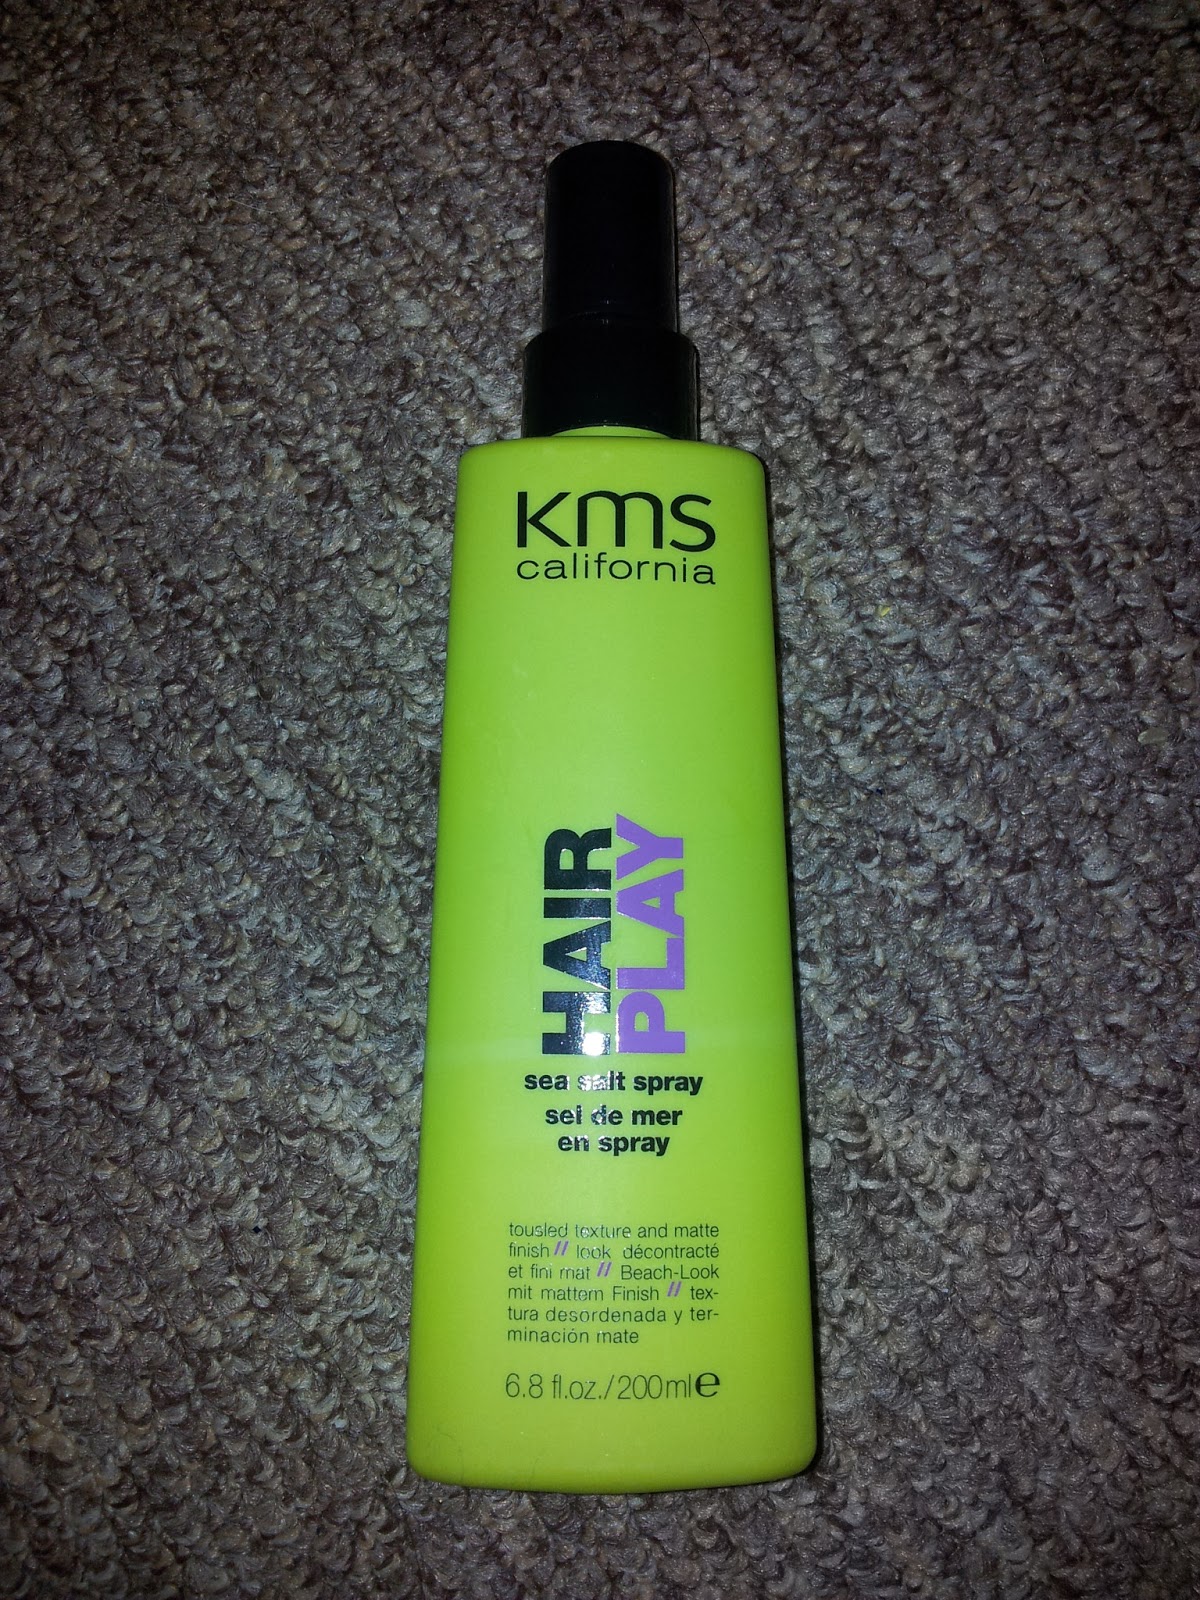 kms
california
HAIR
PLAY
sea salt spray
sel de mer
en spray
tousled texture and matte
finish // look décontracté
et fini mat // Beach-Look
mit mattem Finish // tex-
tura desordenada y ter-
minación mate
6.8 fl.oz./200ml e